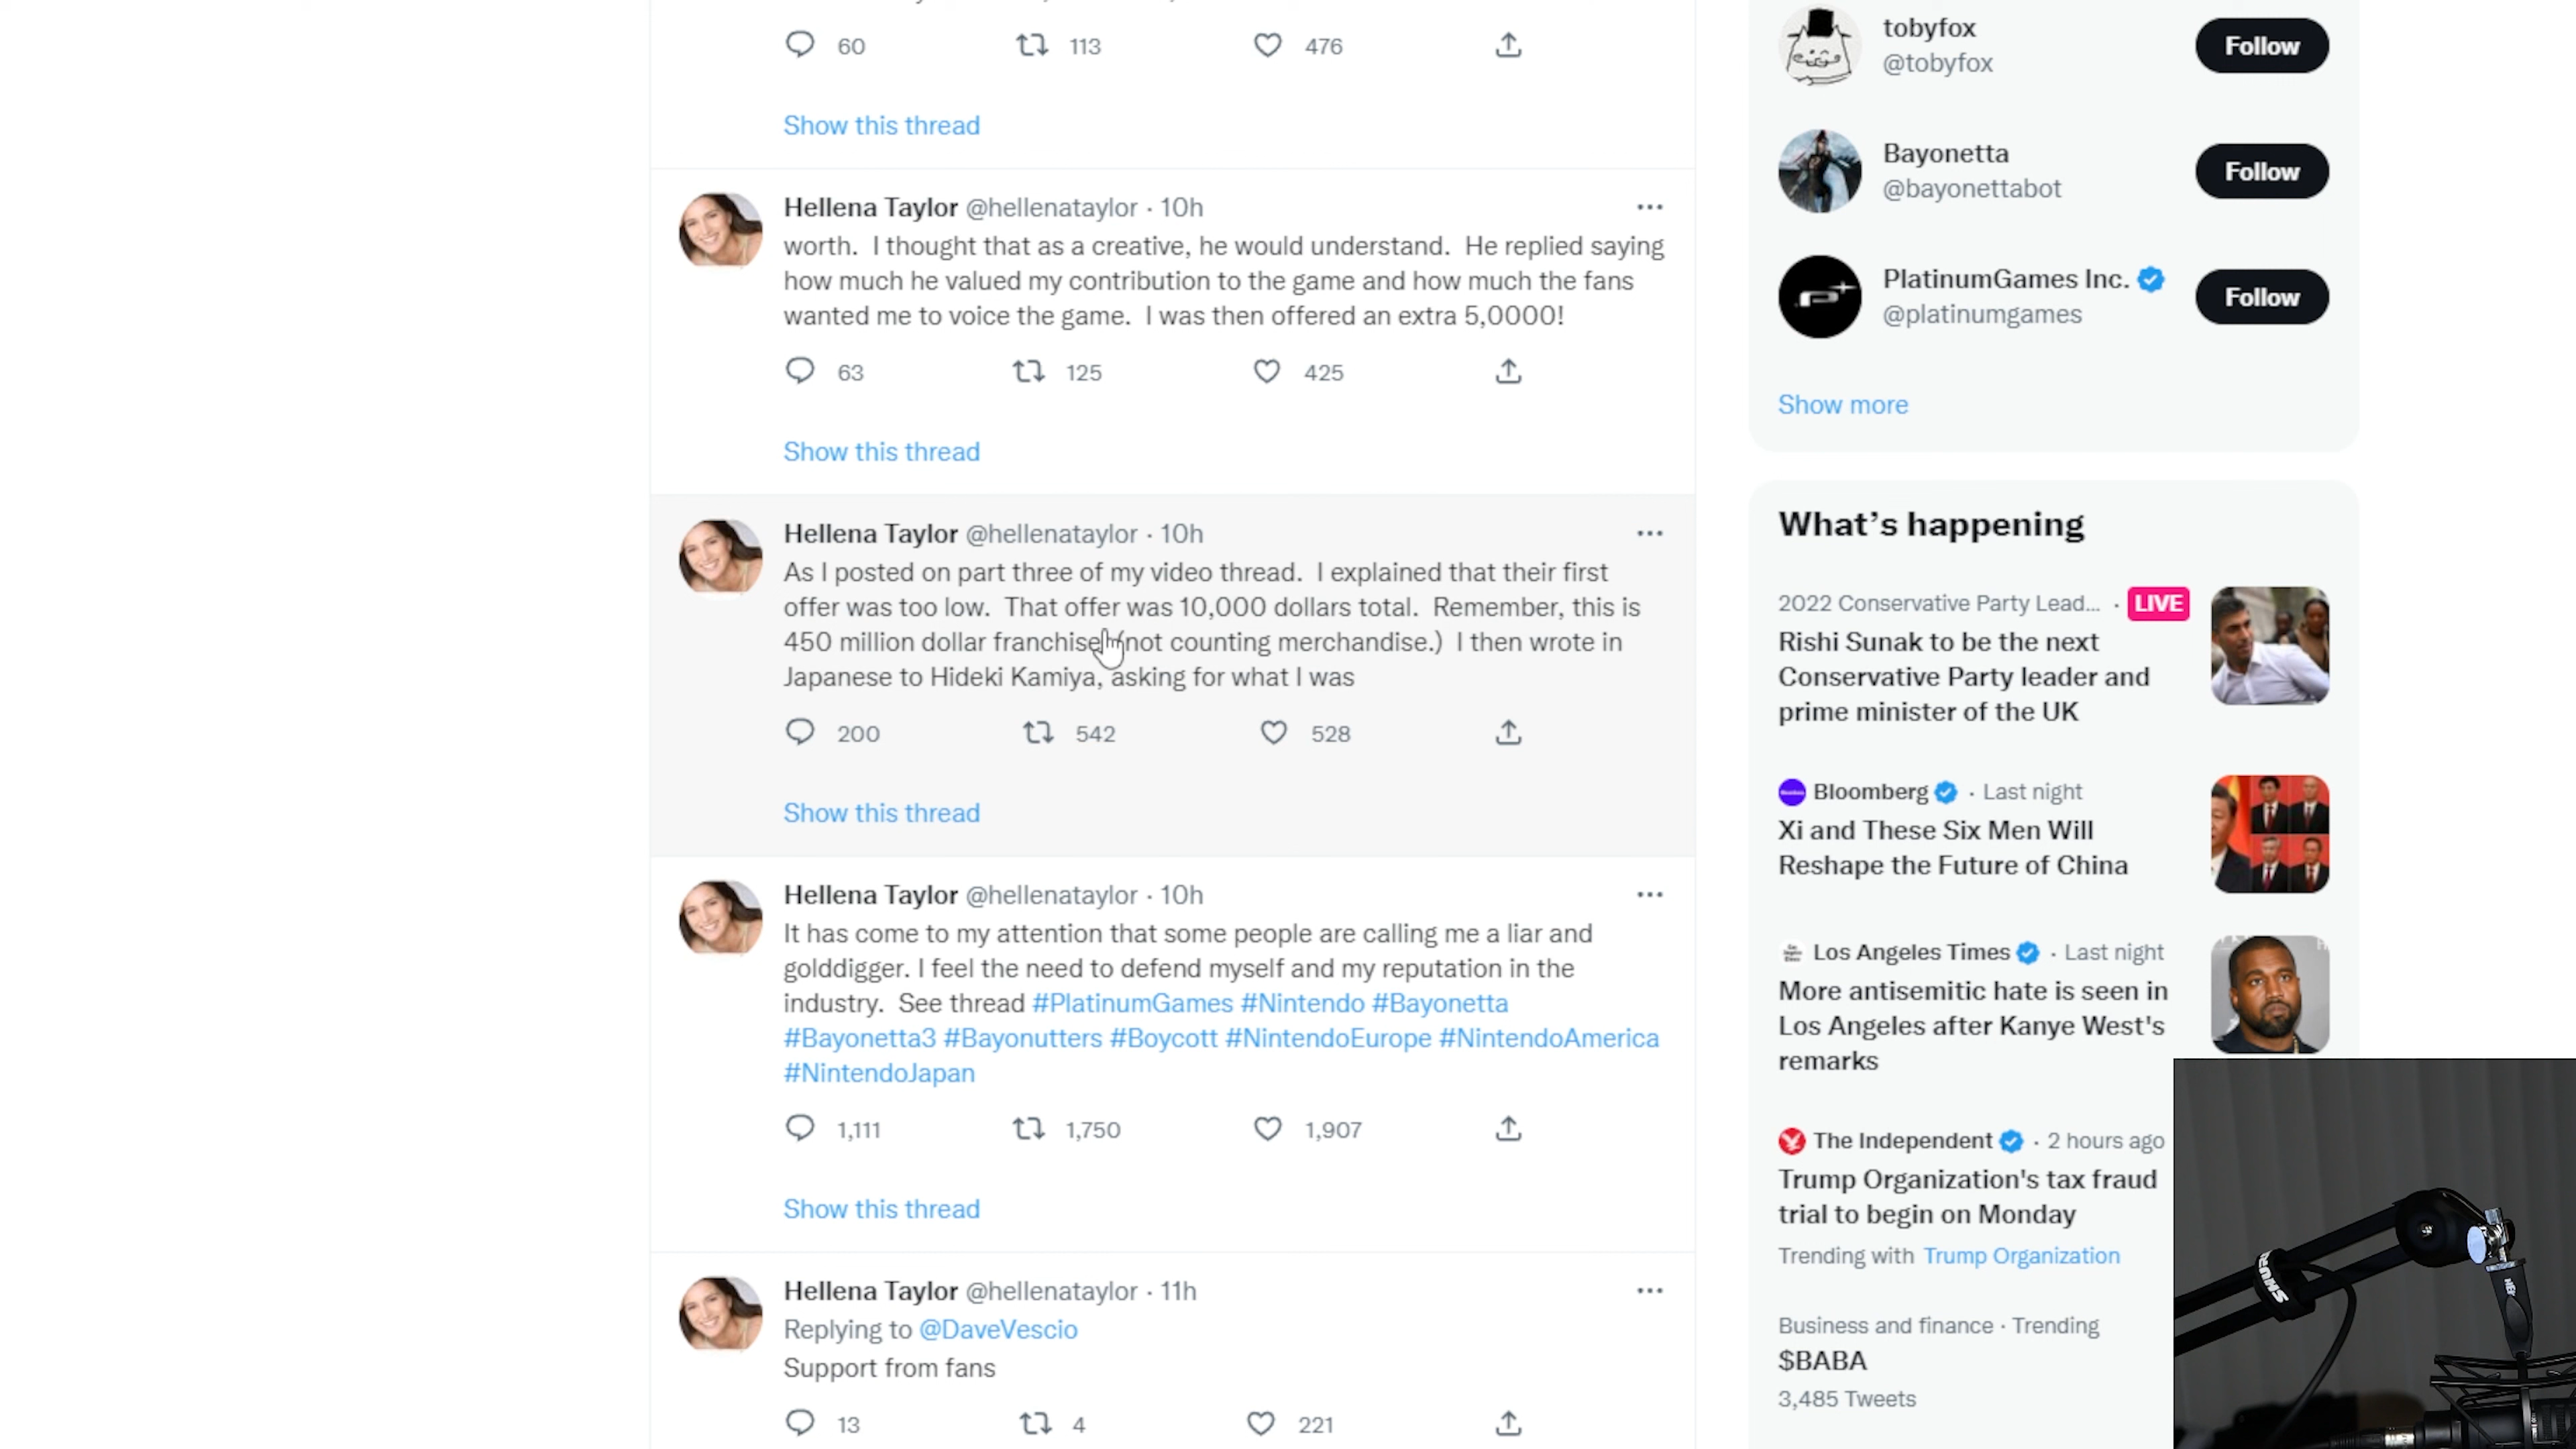 60 113 476
Show this thread
Hellena Taylor @hellenataylor · 10h
worth. I thought that as a creative, he would understand. He replied saying
how much he valued my contribution to the game and how much the fans
wanted me to voice the game. I was then offered an extra 5,0000!
63 125 425
Show this thread
Hellena Taylor @hellenataylor · 10h
As I posted on part three of my video thread. I explained that their first
offer was too low. That offer was 10,000 dollars total. Remember, this is
450 million dollar franchise (not counting merchandise.) I then wrote in
Japanese to Hideki Kamiya, asking for what I was
200 542 528
Show this thread
Hellena Taylor @hellenataylor · 10h
It has come to my attention that some people are calling me a liar and
golddigger. I feel the need to defend myself and my reputation in the
industry. See thread #PlatinumGames #Nintendo #Bayonetta
#Bayonetta3 #Bayonutters #Boycott #NintendoEurope #NintendoAmerica
#NintendoJapan
1,111 1,750 1,907
Show this thread
Hellena Taylor @hellenataylor · 11h
Replying to @DaveVescio
Support from fans
13 4 221
tobyfox
@tobyfox
Follow
Bayonetta
@bayonettabot
Follow
PlatinumGames Inc.
@platinumgames
Follow
Show more
What's happening
2022 Conservative Party Lead... · LIVE
Rishi Sunak to be the next
Conservative Party leader and
prime minister of the UK
Bloomberg · Last night
Xi and These Six Men Will
Reshape the Future of China
Los Angeles Times · Last night
More antisemitic hate is seen in
Los Angeles after Kanye West's
remarks
The Independent · 2 hours ago
Trump Organization's tax fraud
trial to begin on Monday
Trending with Trump Organization
Business and finance · Trending
$BABA
3,485 Tweets
SHURE